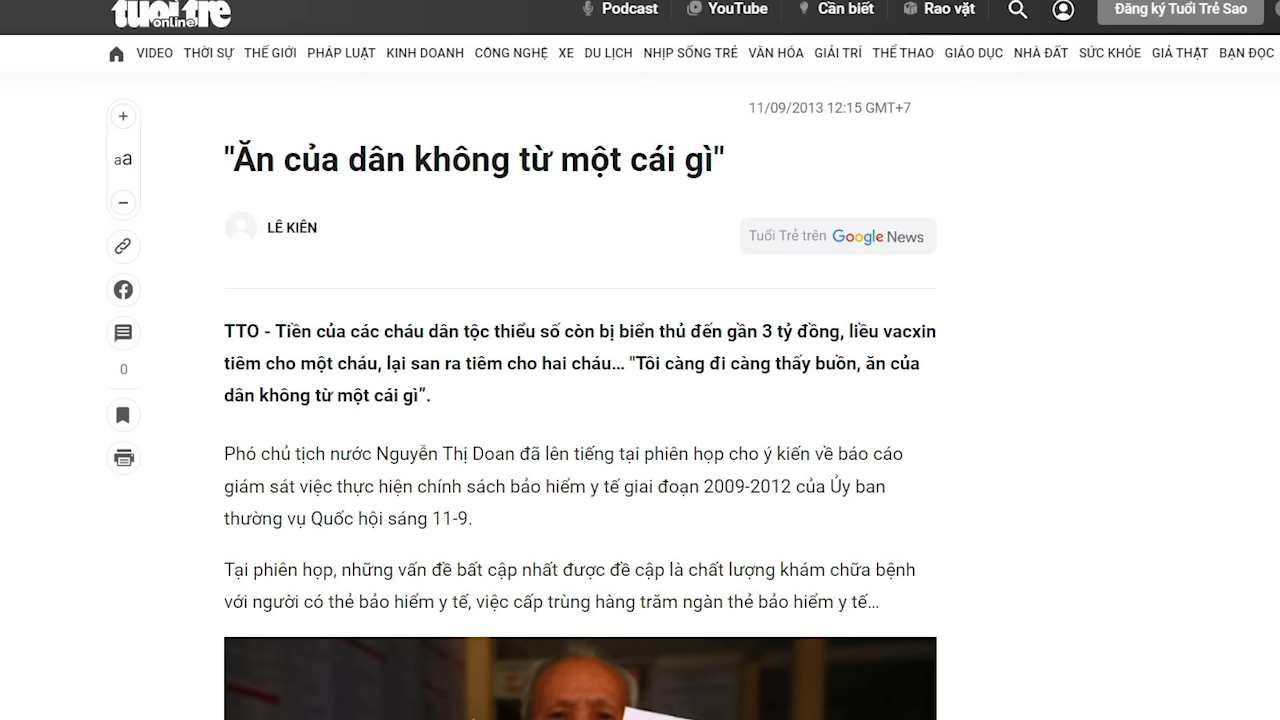 tuổi trẻ
online
Podcast
YouTube
Cần biết
Rao vặt
Đăng ký Tuổi Trẻ Sao
VIDEO THỜI SỰ THẾ GIỚI PHÁP LUẬT KINH DOANH CÔNG NGHỆ XE DU LỊCH NHỊP SỐNG TRẺ VĂN HÓA GIẢI TRÍ THỂ THAO GIÁO DỤC NHÀ ĐẤT SỨC KHỎE GIẢ THẬT BẠN ĐỌC
11/09/2013 12:15 GMT+7
"Ăn của dân không từ một cái gì"
LÊ KIÊN
Tuổi Trẻ trên Google News
+
aa
−
0
TTO - Tiền của các cháu dân tộc thiểu số còn bị biển thủ đến gần 3 tỷ đồng, liều vacxin
tiêm cho một cháu, lại san ra tiêm cho hai cháu... "Tôi càng đi càng thấy buồn, ăn của
dân không từ một cái gì”.
Phó chủ tịch nước Nguyễn Thị Doan đã lên tiếng tại phiên họp cho ý kiến về báo cáo
giám sát việc thực hiện chính sách bảo hiểm y tế giai đoạn 2009-2012 của Ủy ban
thường vụ Quốc hội sáng 11-9.
Tại phiên họp, những vấn đề bất cập nhất được đề cập là chất lượng khám chữa bệnh
với người có thẻ bảo hiểm y tế, việc cấp trùng hàng trăm ngàn thẻ bảo hiểm y tế…